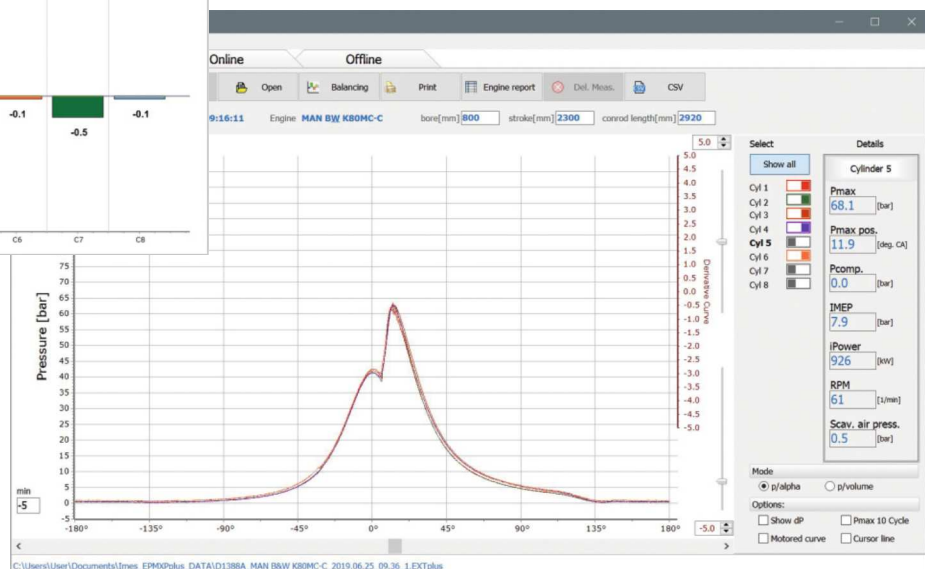 -0.1
-0.5
-0.1
C6 C7 C8
Online Offline
Open Balancing Print Engine report Del. Meas. CSV
9:16:11 Engine MAN BW K80MC-C bore[mm] 800 stroke[mm] 2300 conrod length[mm] 2920
5.0
Select Details
Show all Cylinder 5
Cyl 1
Cyl 2
Cyl 3
Cyl 4
Cyl 5
Cyl 6
Cyl 7
Cyl 8
Pmax
68.1 [bar]
Pmax pos.
11.9 [deg. CA]
Pcomp.
0.0 [bar]
IMEP
7.9 [bar]
iPower
926 [kW]
RPM
61 [1/min]
Scav. air press.
0.5 [bar]
5.0
4.5
4.0
3.5
3.0
2.5
2.0
1.5
1.0
0.5
0.0
-0.5
-1.0
-1.5
-2.0
-2.5
-3.0
-3.5
-4.0
-4.5
-5.0
Derivative Curve
Pressure [bar]
75
70
65
60
55
50
45
40
35
30
25
20
15
10
5
0
-5
min
-5
-180° -135° -90° -45° 0° 45° 90° 135° 180°
-5.0
Mode
p/alpha p/volume
Options:
Show dP Pmax 10 Cycle
Motored curve Cursor line
C:\Users\User\Documents\Imes_EPMXPplus_DATA\D1388A_MAN B&W K80MC-C_2019.06.25_09.36_1.EXTplus